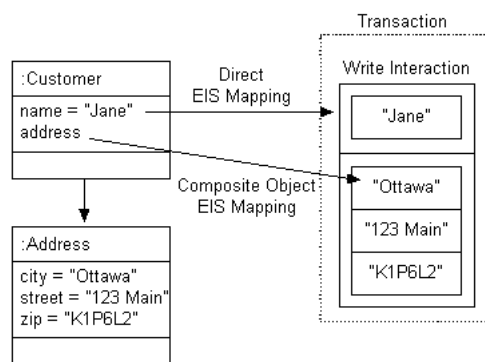 Transaction
:Customer
name = "Jane"
address
Direct
EIS Mapping
Write Interaction
"Jane"
Composite Object
EIS Mapping
"Ottawa"
"123 Main"
"K1P6L2"
:Address
city = "Ottawa"
street = "123 Main"
zip = "K1P6L2"